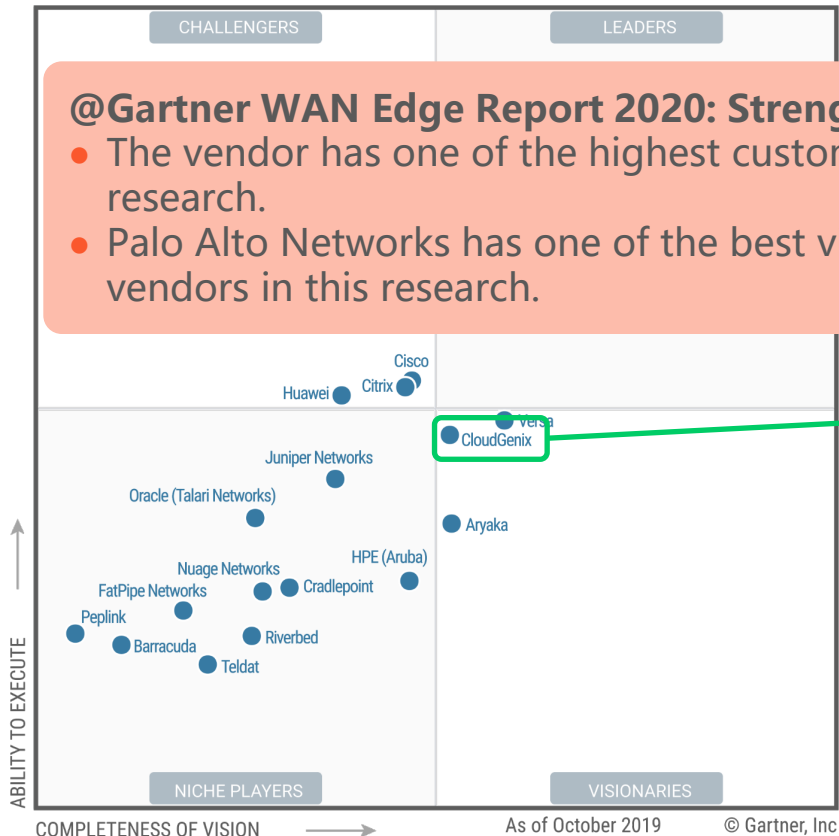 CHALLENGERS
LEADERS
@Gartner WAN Edge Report 2020: Streng
● The vendor has one of the highest custom
research.
● Palo Alto Networks has one of the best v
vendors in this research.
Cisco
Citrix
Huawei
Versa
CloudGenix
Juniper Networks
Oracle (Talari Networks)
Aryaka
HPE (Aruba)
Nuage Networks
Cradlepoint
FatPipe Networks
Peplink
Riverbed
Barracuda
Teldat
ABILITY TO EXECUTE
NICHE PLAYERS
VISIONARIES
COMPLETENESS OF VISION
As of October 2019
© Gartner, Inc